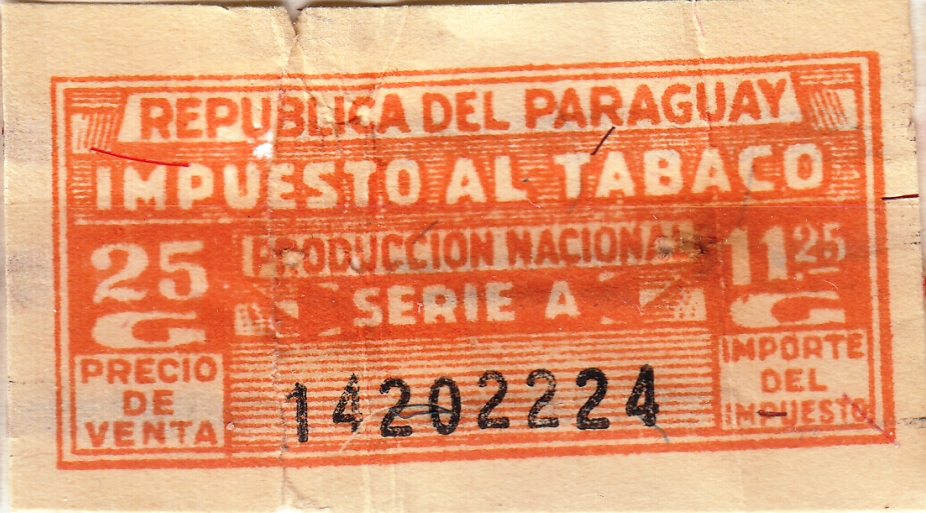 REPUBLICA DEL PARAGUAY
IMPUESTO AL TABACO
PRODUCCION NACIONAL
SERIE A
25
G
PRECIO
DE
VENTA
11 25
G
IMPORTE
DEL
IMPUESTO
14202224